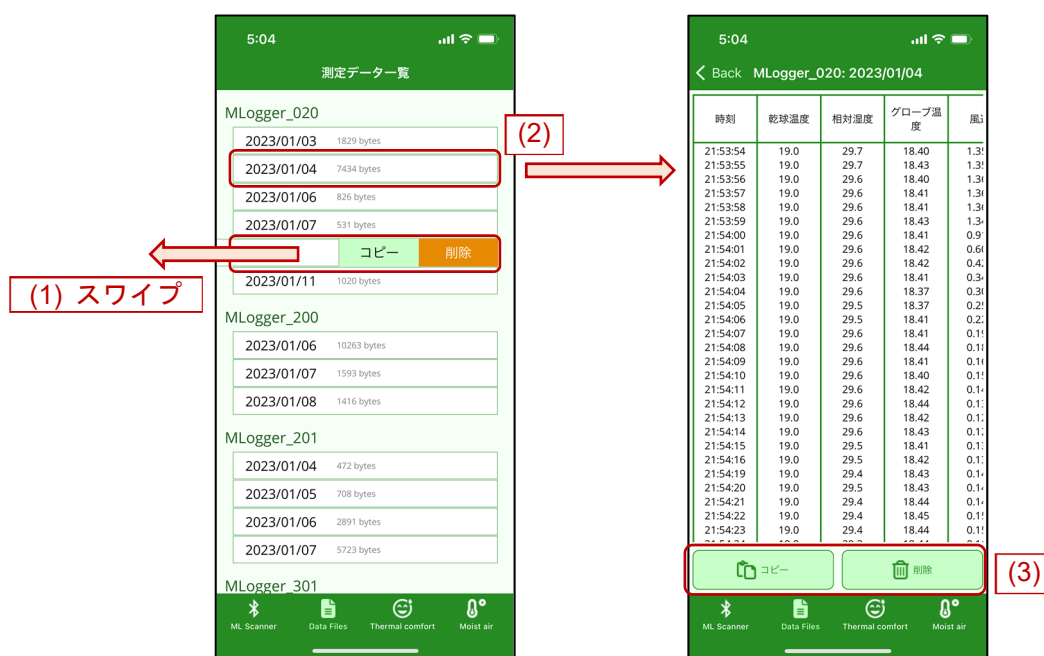 5:04
測定データ一覧
MLogger_020
2023/01/03 1829 bytes
2023/01/04 7434 bytes
2023/01/06 826 bytes
2023/01/07 531 bytes
コピー 削除
2023/01/11 1020 bytes
MLogger_200
2023/01/06 10263 bytes
2023/01/07 1593 bytes
2023/01/08 1416 bytes
MLogger_201
2023/01/04 472 bytes
2023/01/05 708 bytes
2023/01/06 2891 bytes
2023/01/07 5723 bytes
MLogger_301
ML Scanner Data Files Thermal comfort Moist air
(1) スワイプ
(2)
5:04
Back MLogger_020: 2023/01/04
時刻 乾球温度 相対湿度 グローブ温
度
21:53:54 19.0 29.7 18.40
21:53:55 19.0 29.7 18.43
21:53:56 19.0 29.6 18.40
21:53:57 19.0 29.6 18.41
21:53:58 19.0 29.6 18.41
21:53:59 19.0 29.6 18.43
21:54:00 19.0 29.6 18.41
21:54:01 19.0 29.6 18.42
21:54:02 19.0 29.6 18.42
21:54:03 19.0 29.6 18.41
21:54:04 19.0 29.6 18.37
21:54:05 19.0 29.5 18.37
21:54:06 19.0 29.5 18.41
21:54:07 19.0 29.6 18.41
21:54:08 19.0 29.6 18.44
21:54:09 19.0 29.6 18.41
21:54:10 19.0 29.6 18.40
21:54:11 19.0 29.6 18.42
21:54:12 19.0 29.6 18.44
21:54:13 19.0 29.6 18.42
21:54:14 19.0 29.6 18.43
21:54:15 19.0 29.5 18.41
21:54:16 19.0 29.5 18.42
21:54:19 19.0 29.4 18.43
21:54:20 19.0 29.5 18.43
21:54:21 19.0 29.4 18.44
21:54:22 19.0 29.4 18.45
21:54:23 19.0 29.4 18.44
コピー 削除
(3)
ML Scanner Data Files Thermal comfort Moist air